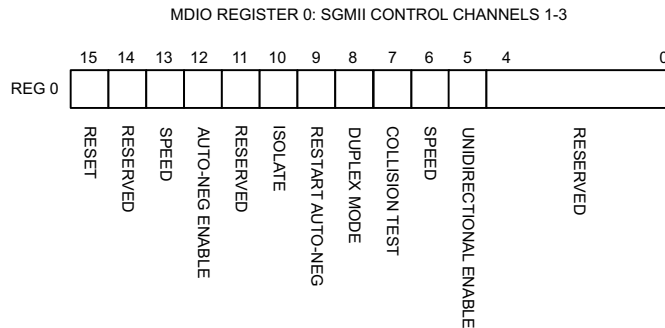 MDIO REGISTER 0: SGMII CONTROL CHANNELS 1-3
15 14 13 12 11 10 9 8 7 6 5 4 0
REG 0
RESET
RESERVED
SPEED
AUTO-NEG ENABLE
RESERVED
ISOLATE
RESTART AUTO-NEG
DUPLEX MODE
COLLISION TEST
SPEED
UNIDIRECTIONAL ENABLE
RESERVED